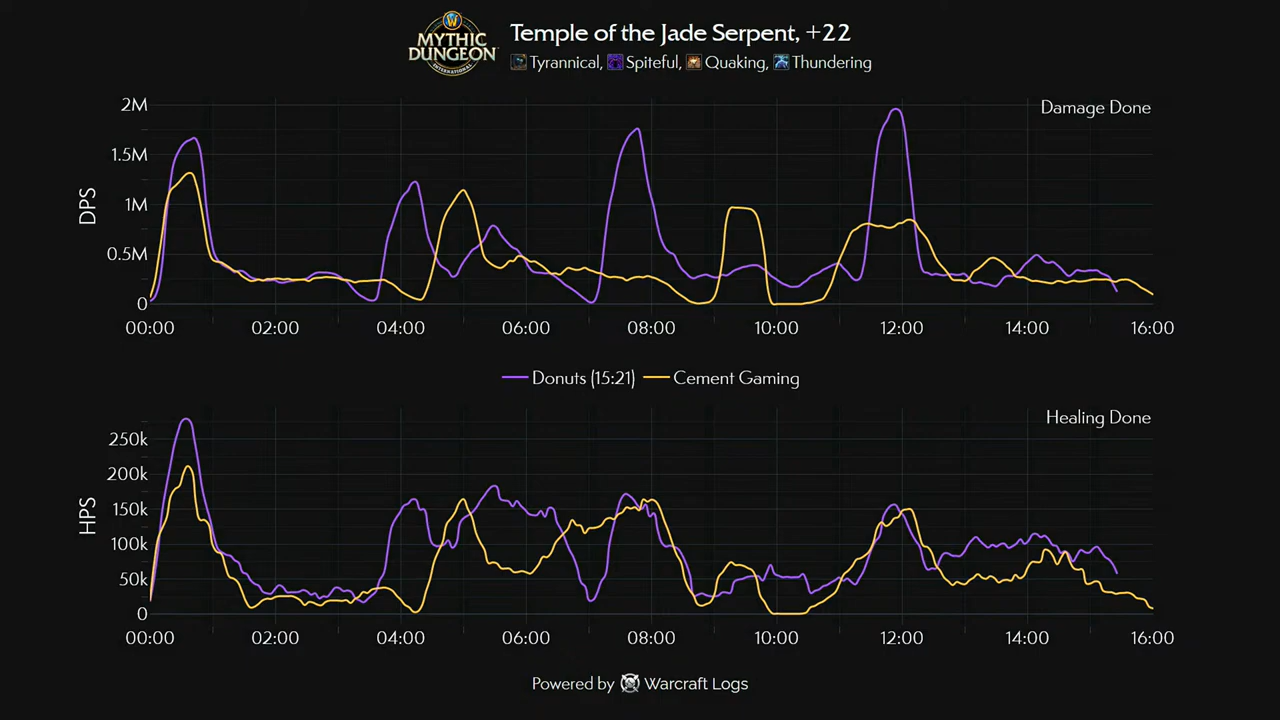 W
MYTHIC
DUNGEON
INTERNATIONAL
Temple of the Jade Serpent, +22
Tyrannical, Spiteful, Quaking, Thundering
Damage Done
DPS
2M
1.5M
1M
0.5M
0
00:00 02:00 04:00 06:00 08:00 10:00 12:00 14:00 16:00
Donuts (15:21) Cement Gaming
Healing Done
HPS
250k
200k
150k
100k
50k
0
00:00 02:00 04:00 06:00 08:00 10:00 12:00 14:00 16:00
Powered by Warcraft Logs